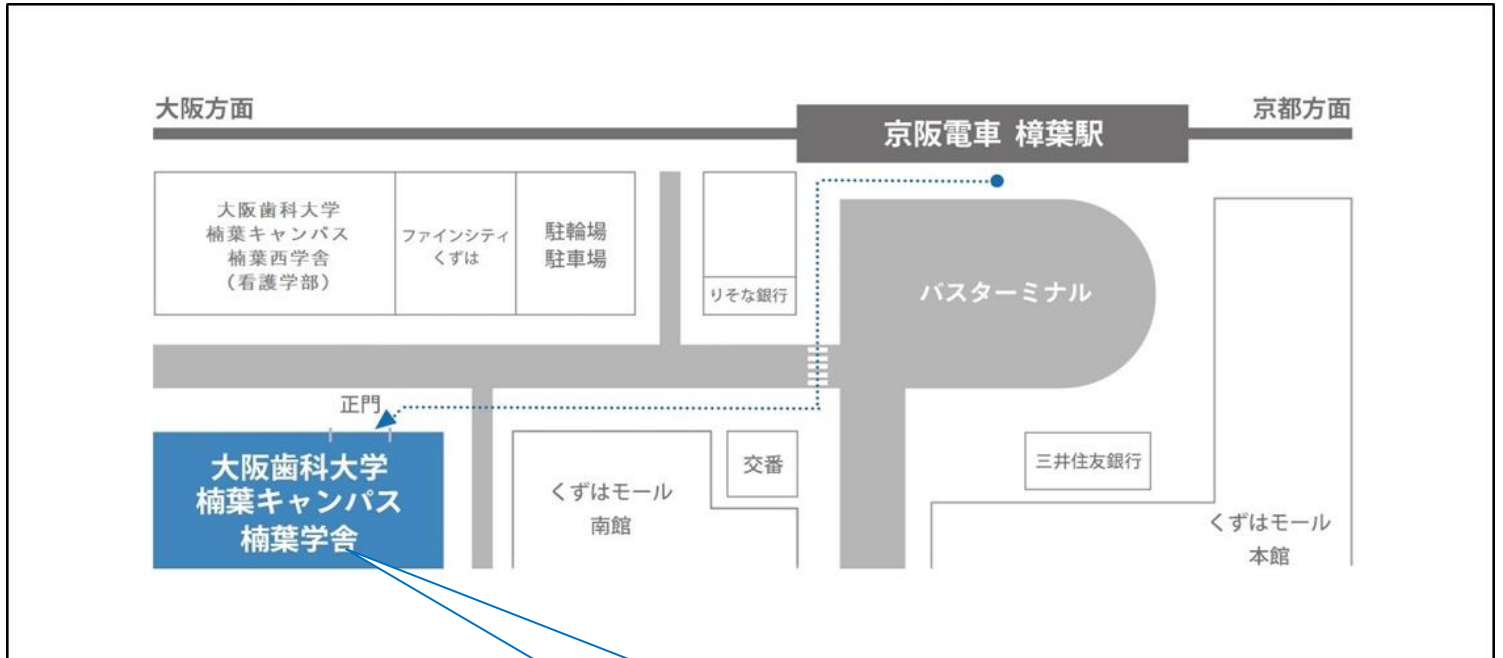 大阪方面
京都方面
京阪電車 樟葉駅
大阪歯科大学
楠葉キャンパス
楠葉西学舎
（看護学部）
ファインシティ
くずは
駐輪場
駐車場
りそな銀行
バスターミナル
正門
大阪歯科大学
楠葉キャンパス
楠葉学舎
くずはモール
南館
交番
三井住友銀行
くずはモール
本館